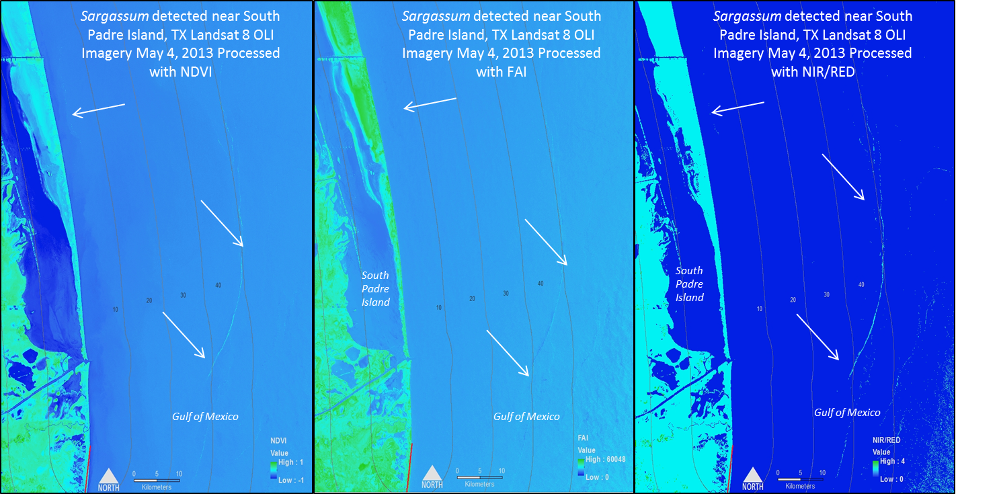 Sargassum detected near South
Padre Island, TX Landsat 8 OLI
Imagery May 4, 2013 Processed
with NDVI
10
20
30
40
Gulf of Mexico
NDVI
Value
High : 1
Low : -1
NORTH
0 5 10
Kilometers
Sargassum detected near South
Padre Island, TX Landsat 8 OLI
Imagery May 4, 2013 Processed
with FAI
South
Padre
Island
10
20
30
40
Gulf of Mexico
FAI
Value
High : 60048
Low : 0
NORTH
0 5 10
Kilometers
Sargassum detected near South
Padre Island, TX Landsat 8 OLI
Imagery May 4, 2013 Processed
with NIR/RED
South
Padre
Island
10
20
30
40
Gulf of Mexico
NIR/RED
Value
High : 4
Low : 0
NORTH
0 5 10
Kilometers